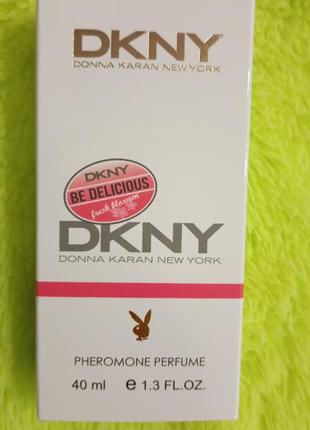 DKNY
DONNA KARAN NEW YORK
DKNY
BE DELICIOUS
fresh blossom
DKNY
DONNA KARAN NEW YORK
PHEROMONE PERFUME
40 ml e 1.3 FL.OZ.